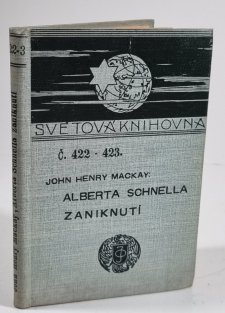 SVĚTOVÁ KNIHOVNA
Č. 422 - 423.
JOHN HENRY MACKAY:
ALBERTA SCHNELLA
ZANIKNUTÍ